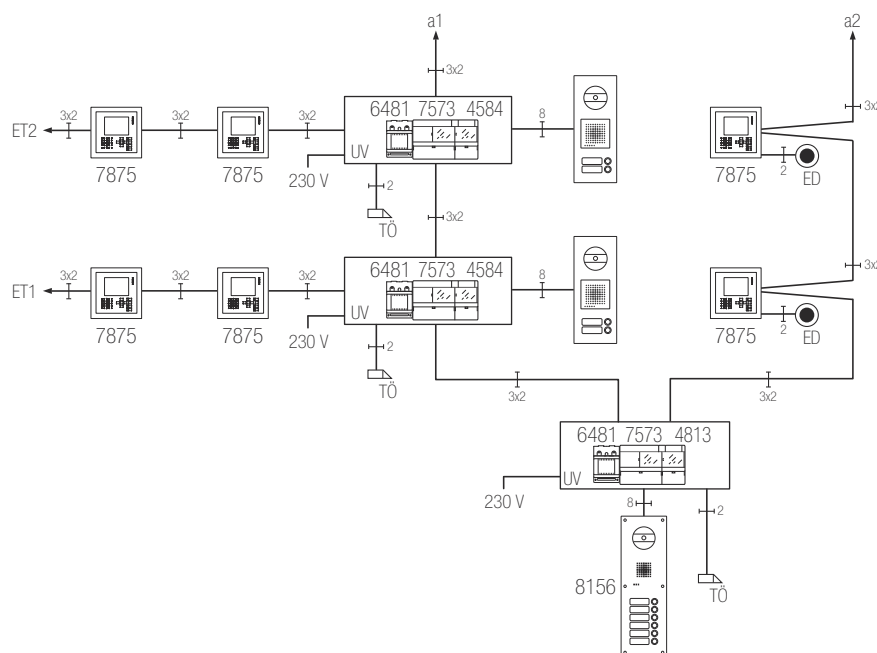 a1
a2
3x2
3x2
6481 7573 4584
3x2
3x2
3x2
8
ET2
7875
7875
UV
230 V
2
TÖ
7875
2
ED
3x2
3x2
6481 7573 4584
3x2
3x2
3x2
8
ET1
7875
7875
UV
230 V
2
TÖ
7875
2
ED
3x2
3x2
6481 7573 4813
UV
230 V
8
2
8156
TÖ